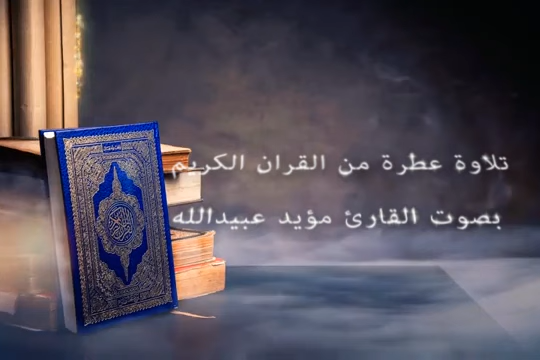 تلاوة عطرة من القران الكريم
بصوت القارئ مؤيد عبيدالله